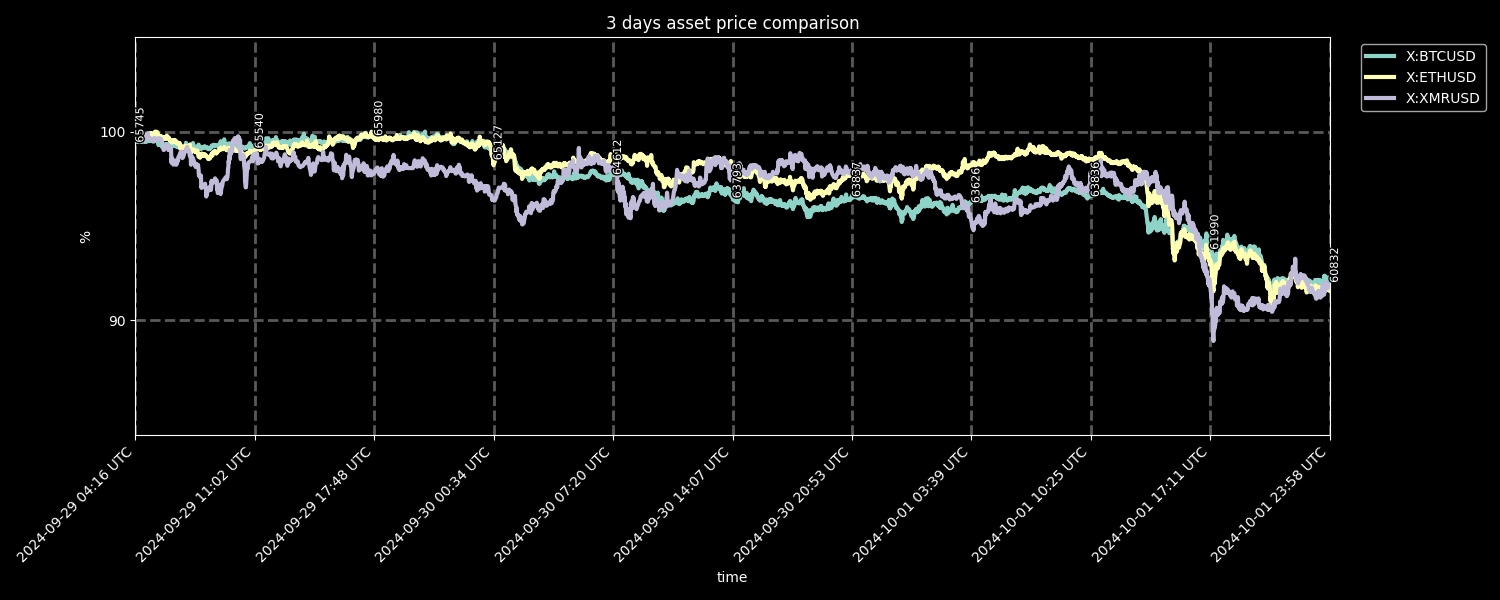 3 days asset price comparison
X:BTCUSD
X:ETHUSD
X:XMRUSD
100
90
%
65745
65540
65980
65127
64612
63793
63837
63626
63836
61990
60832
2024-09-29 04:16 UTC
2024-09-29 11:02 UTC
2024-09-29 17:48 UTC
2024-09-30 00:34 UTC
2024-09-30 07:20 UTC
2024-09-30 14:07 UTC
2024-09-30 20:53 UTC
2024-10-01 03:39 UTC
2024-10-01 10:25 UTC
2024-10-01 17:11 UTC
2024-10-01 23:58 UTC
time